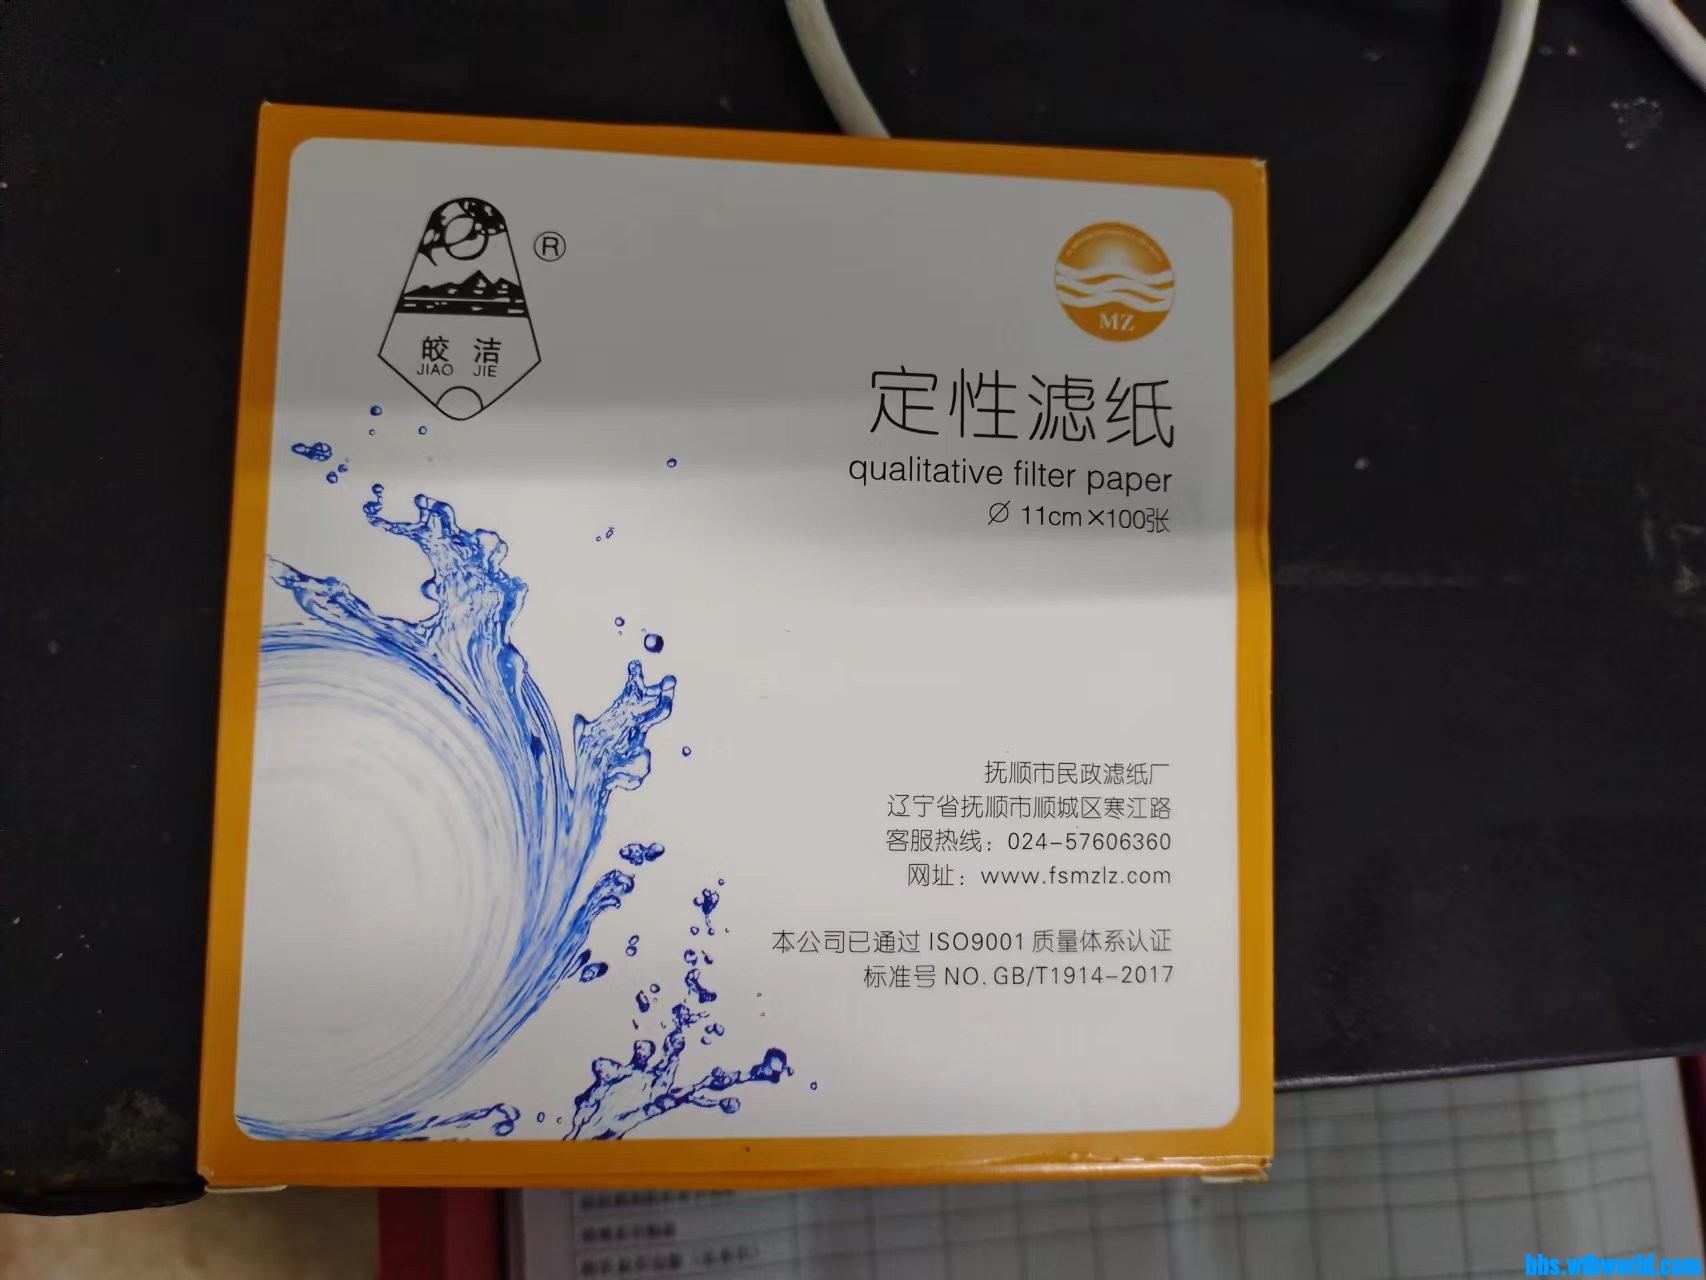 皎洁
JIAO JIE
®
MZ
定性滤纸
qualitative filter paper
∅ 11cm×100张
抚顺市民政滤纸厂
辽宁省抚顺市顺城区寒江路
客服热线：024-57606360
网址：www.fsmzlz.com
本公司已通过 ISO9001 质量体系认证
标准号 NO.GB/T1914-2017
bbs.wtbworld.com